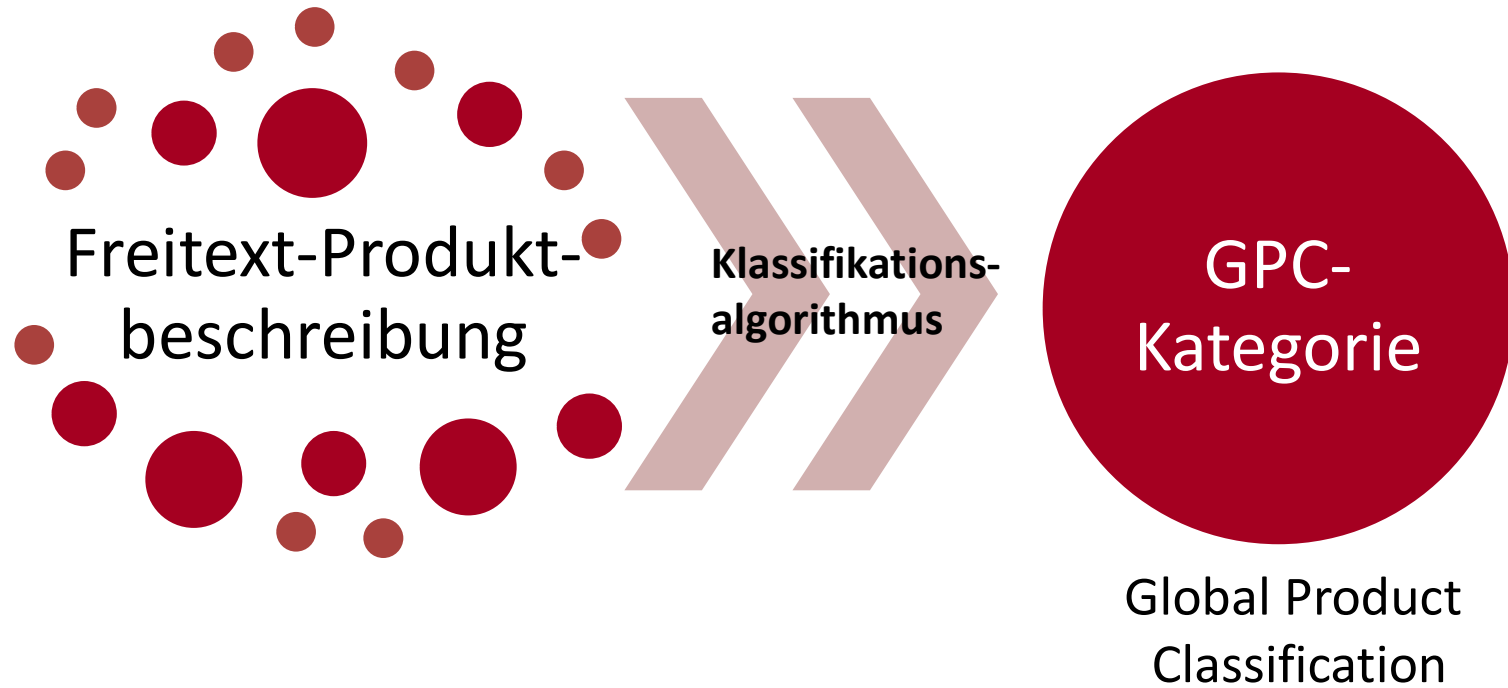 Freitext-Produkt-
beschreibung
Klassifikations-
algorithmus
GPC-
Kategorie
Global Product
Classification